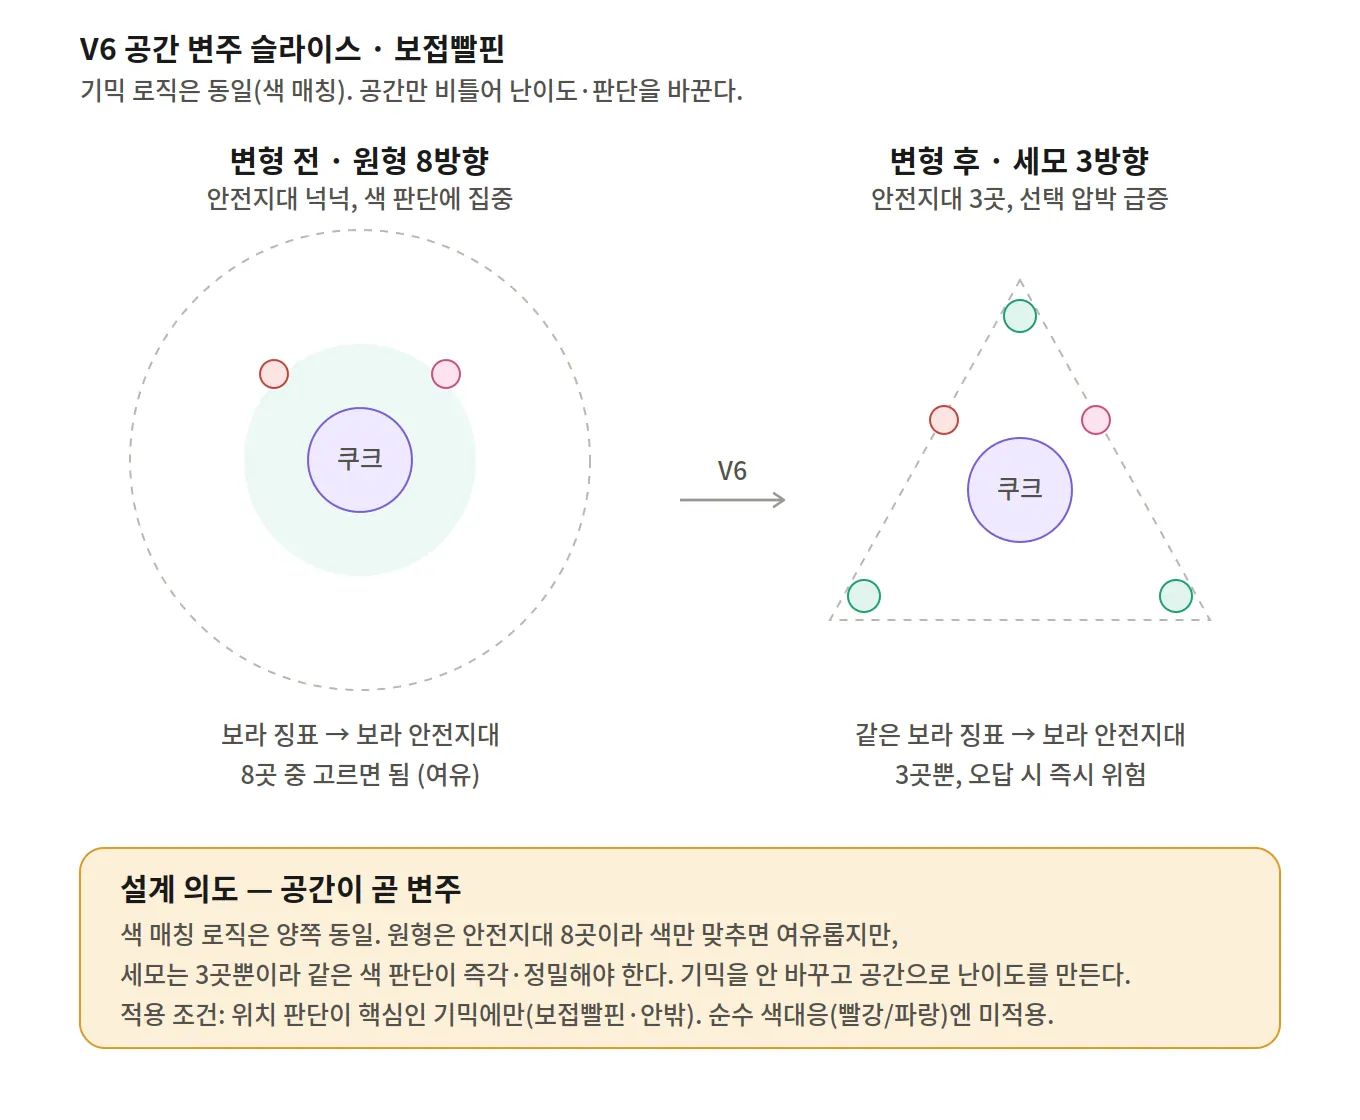 V6 공간 변주 슬라이스 · 보접빨핀
기믹 로직은 동일(색 매칭). 공간만 비틀어 난이도·판단을 바꾼다.
변형 전 · 원형 8방향
안전지대 넉넉, 색 판단에 집중
쿠크
보라 징표 → 보라 안전지대
8곳 중 고르면 됨 (여유)
V6
변형 후 · 세모 3방향
안전지대 3곳, 선택 압박 급증
쿠크
같은 보라 징표 → 보라 안전지대
3곳뿐, 오답 시 즉시 위험
설계 의도 — 공간이 곧 변주
색 매칭 로직은 양쪽 동일. 원형은 안전지대 8곳이라 색만 맞추면 여유롭지만,
세모는 3곳뿐이라 같은 색 판단이 즉각·정밀해야 한다. 기믹을 안 바꾸고 공간으로 난이도를 만든다.
적용 조건: 위치 판단이 핵심인 기믹에만(보접빨핀·안밖). 순수 색대응(빨강/파랑)엔 미적용.